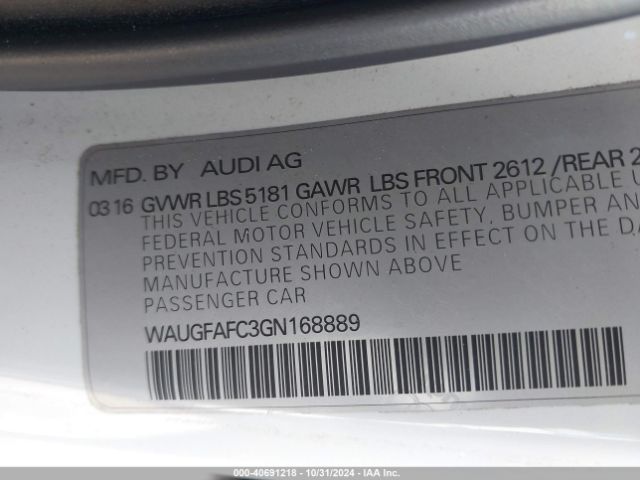 MFD. BY AUDI AG
03 16 GVWR LBS 5181 GAWR LBS FRONT 2612 /REAR 2
THIS VEHICLE CONFORMS TO ALL APPLICABLE
FEDERAL MOTOR VEHICLE SAFETY, BUMPER AN
PREVENTION STANDARDS IN EFFECT ON THE DA
MANUFACTURE SHOWN ABOVE
PASSENGER CAR
WAUGFAFC3GN168889
000-40691218 - 10/31/2024 - IAA Inc.